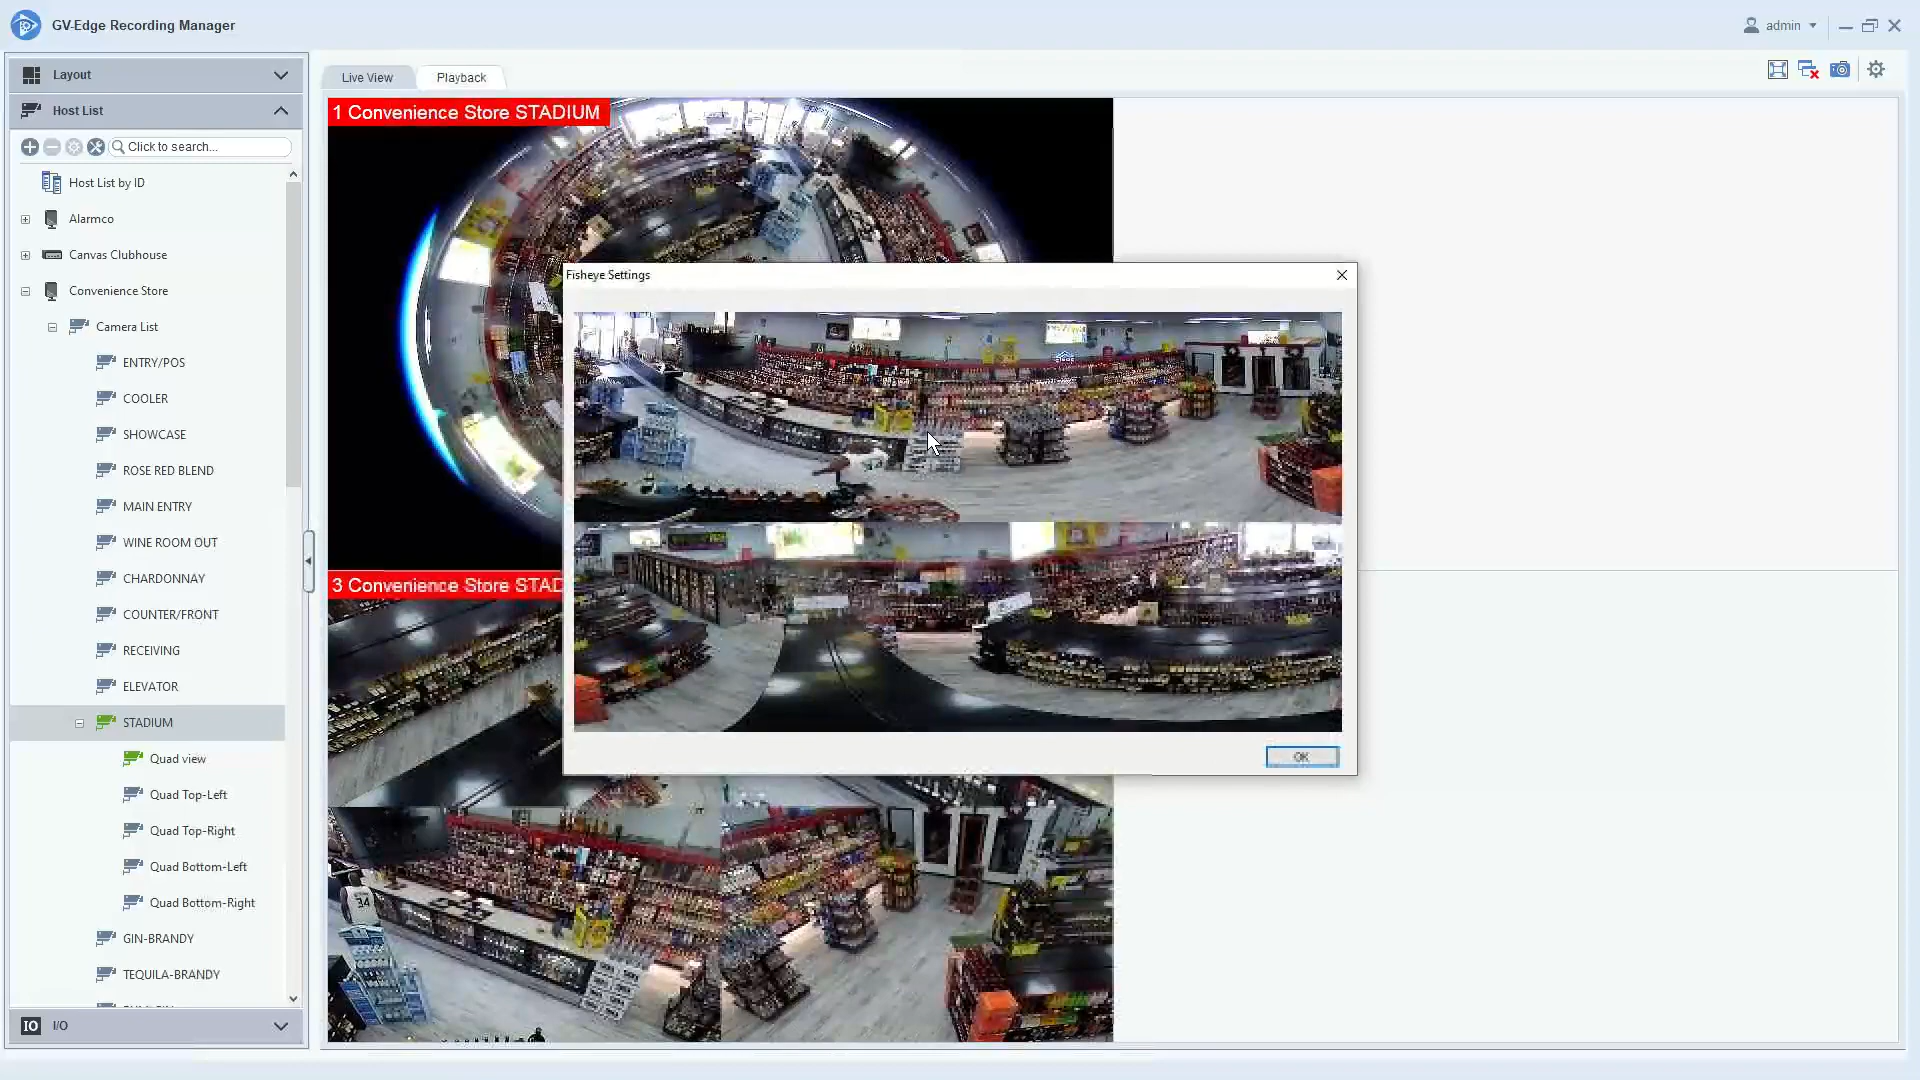 GV-Edge Recording Manager
admin
Layout
Live View
Playback
Host List
1 Convenience Store STADIUM
Click to search...
Host List by ID
Alarmco
Canvas Clubhouse
Fisheye Settings
Convenience Store
Camera List
ENTRY/POS
COOLER
SHOWCASE
ROSE RED BLEND
MAIN ENTRY
WINE ROOM OUT
CHARDONNAY
3 Convenience Store STAD
COUNTER/FRONT
RECEIVING
ELEVATOR
STADIUM
Quad view
OK
Quad Top-Left
Quad Top-Right
Quad Bottom-Left
Quad Bottom-Right
34
GIN-BRANDY
TEQUILA-BRANDY
IO I/O